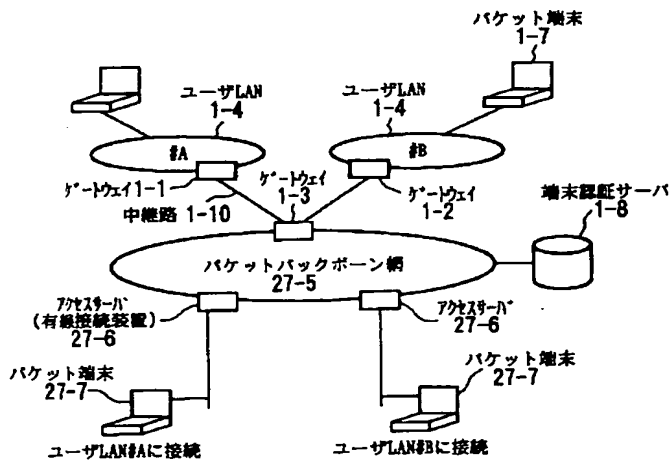 パケット端末
1-7
ユーザLAN
1-4
ユーザLAN
1-4
#A
#B
ゲートウェイ 1-1
ゲートウェイ
1-3
ゲートウェイ
1-2
端末認証サーバ
1-8
中継路 1-10
パケットバックボーン網
27-5
アクセスサーバ
(有線接続装置)
27-6
アクセスサーバ
27-6
パケット端末
27-7
パケット端末
27-7
ユーザLAN#Aに接続
ユーザLAN#Bに接続